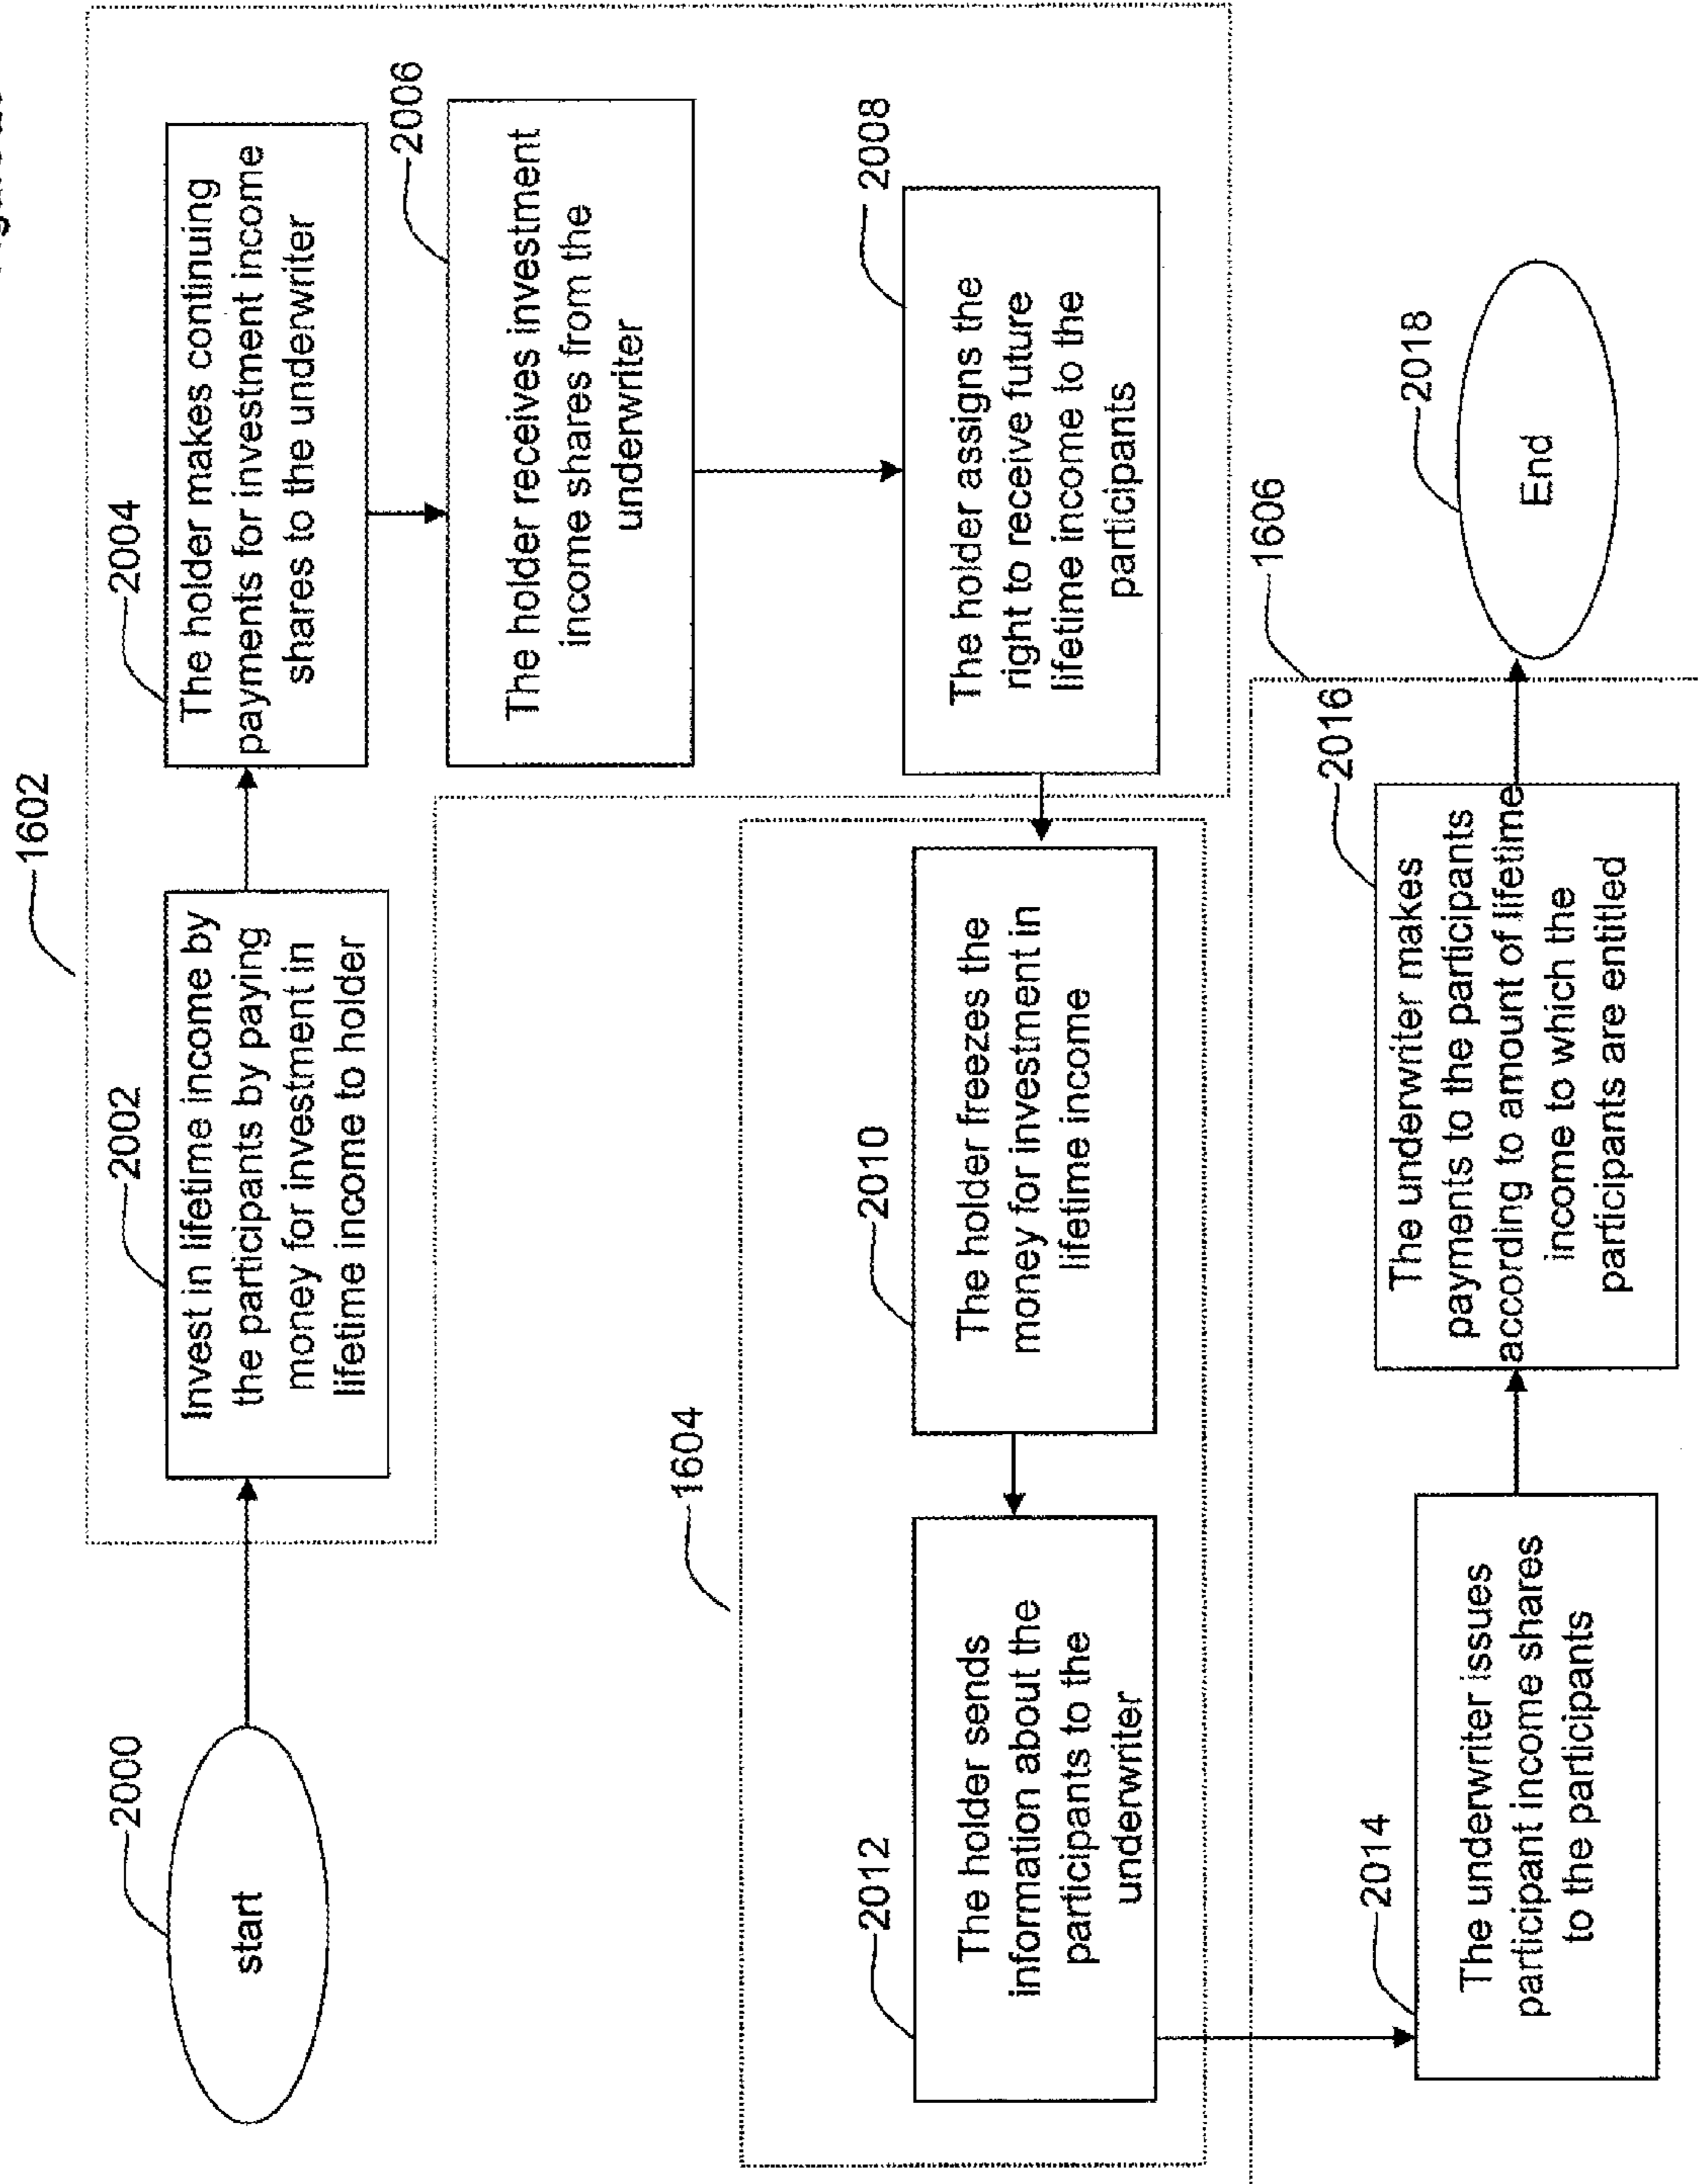 1602
2000
start
2002
Invest in lifetime income by
the participants by paying
money for investment in
lifetime income to holder
2004
The holder makes continuing
payments for investment income
shares to the underwriter
2006
The holder receives investment
income shares from the
underwriter
2008
The holder assigns the
right to receive future
lifetime income to the
participants
1604
2010
The holder freezes the
money for investment in
lifetime income
2012
The holder sends
information about the
participants to the
underwriter
1606
2014
The underwriter issues
participant income shares
to the participants
2016
The underwriter makes
payments to the participants
according to amount of lifetime
income to which the
participants are entitled
2018
End